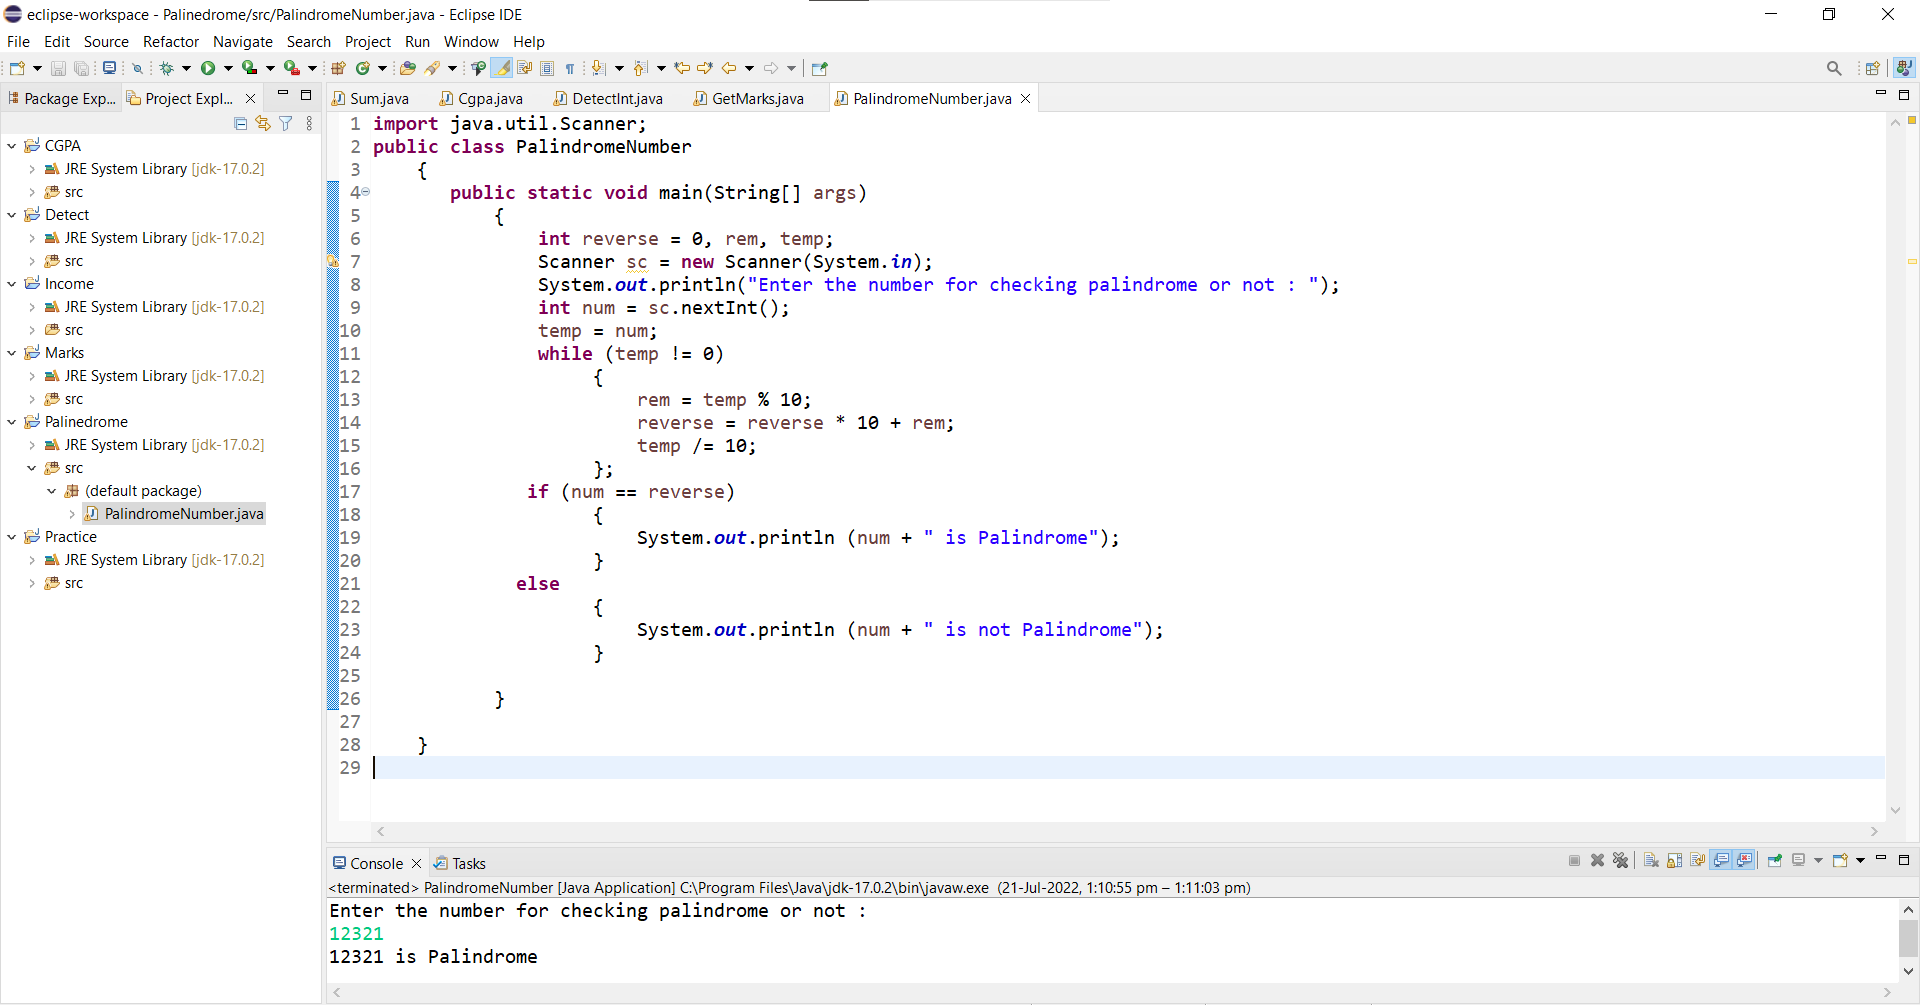 eclipse-workspace - Palinedrome/src/PalindromeNumber.java - Eclipse IDE
File Edit Source Refactor Navigate Search Project Run Window Help
Package Exp... Project Expl...
CGPA
JRE System Library [jdk-17.0.2]
src
Detect
JRE System Library [jdk-17.0.2]
src
Income
JRE System Library [jdk-17.0.2]
src
Marks
JRE System Library [jdk-17.0.2]
src
Palinedrome
JRE System Library [jdk-17.0.2]
src
(default package)
PalindromeNumber.java
Practice
JRE System Library [jdk-17.0.2]
src
Sum.java Cgpa.java DetectInt.java GetMarks.java PalindromeNumber.java
1 import java.util.Scanner;
2 public class PalindromeNumber
3 {
4 public static void main(String[] args)
5 {
6 int reverse = 0, rem, temp;
7 Scanner sc = new Scanner(System.in);
8 System.out.println("Enter the number for checking palindrome or not : ");
9 int num = sc.nextInt();
10 temp = num;
11 while (temp != 0)
12 {
13 rem = temp % 10;
14 reverse = reverse * 10 + rem;
15 temp /= 10;
16 };
17 if (num == reverse)
18 {
19 System.out.println (num + " is Palindrome");
20 }
21 else
22 {
23 System.out.println (num + " is not Palindrome");
24 }
25
26 }
27
28 }
29
Console Tasks
<terminated> PalindromeNumber [Java Application] C:\Program Files\Java\jdk-17.0.2\bin\javaw.exe (21-Jul-2022, 1:10:55 pm – 1:11:03 pm)
Enter the number for checking palindrome or not :
12321
12321 is Palindrome